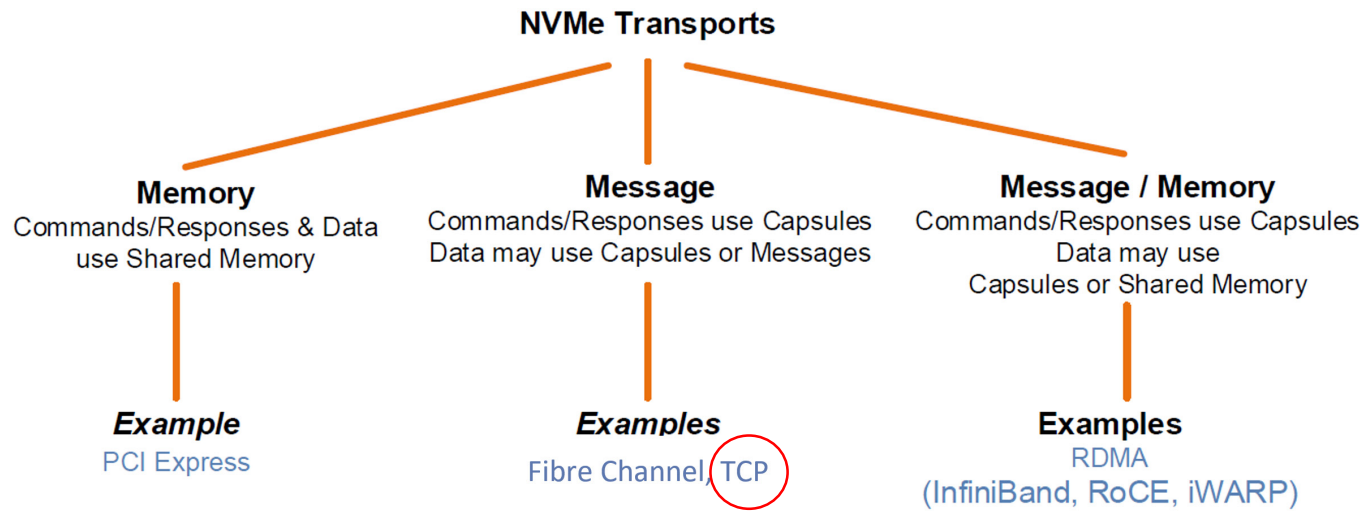 NVMe Transports
Memory
Commands/Responses & Data
use Shared Memory
Example
PCI Express
Message
Commands/Responses use Capsules
Data may use Capsules or Messages
Examples
Fibre Channel, TCP
Message / Memory
Commands/Responses use Capsules
Data may use
Capsules or Shared Memory
Examples
RDMA
(InfiniBand, RoCE, iWARP)